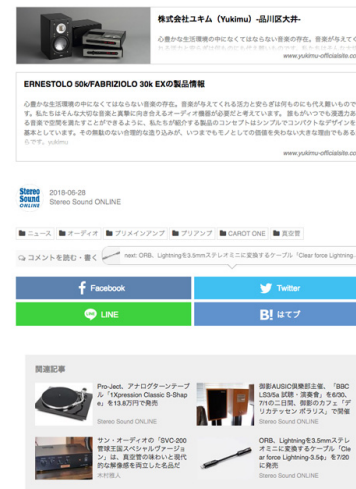 株式会社ユキム（Yukimu）-品川区大井-
心豊かな生活環境の中になくてはならない音楽の存在。音楽が与えてく
www.yukimu-officialsite.co
ERNESTOLO 50k/FABRIZIOLO 30k EXの製品情報
心豊かな生活環境の中になくてはならない音楽の存在。音楽が与えてくれる活力と安らぎは何ものにも代え難いもので
す。私たちはそんな大切な音楽と真摯に向き合えるオーディオ機器が必要だと考えています。 誰もがいつでも浸透力あ
る音楽で空間を満たすことができるように、私たちが紹介する製品のコンセプトはシンプルでコンパクトなデザインを
基本としています。その無駄のない合理的な造り込みが、いつまでもモノとしての価値を失わない大きな理由でもある
らです。yukimu
www.yukimu-officialsite.co
Stereo Sound ONLINE
2018-06-28
Stereo Sound ONLINE
ニュース
オーディオ
プリメインアンプ
プリアンプ
CAROT ONE
真空管
コメントを読む・書く
next: ORB、Lightningを3.5mmステレオミニに変換するケーブル「Clear force Lightning...
Facebook
Twitter
LINE
B! はてブ
関連記事
Pro-Ject、アナログターンテーブ
ル「1Xpression Classic S-Shap
e」を13.8万円で発売
Stereo Sound ONLINE
御影AUSIC倶楽部主催、「BBC
LS3/5a 試聴・演奏会」を6/30、
7/1の二日間、御影のカフェ「デ
リカテッセン ポラリス」で開催
Stereo Sound ONLINE
サン・オーディオの「SVC-200
管球王国スペシャルヴァージョ
ン」は、真空管の味わいと現代
的な解像感を両立した名品だ
木村雅人
ORB、Lightningを3.5mmステレ
オミニに変換するケーブル「Cle
ar force Lightning-3.5φ」を7/20
に発売
Stereo Sound ONLINE